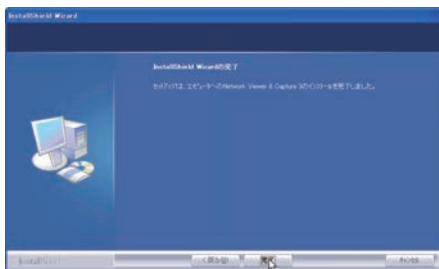 InstallShield Wizard
InstallShield Wizardの完了
セットアップは、コンピュータへのNetwork Viewer & Capture 3のインストールを完了しました。
InstallShield
< 戻る(B)
完了
キャンセル